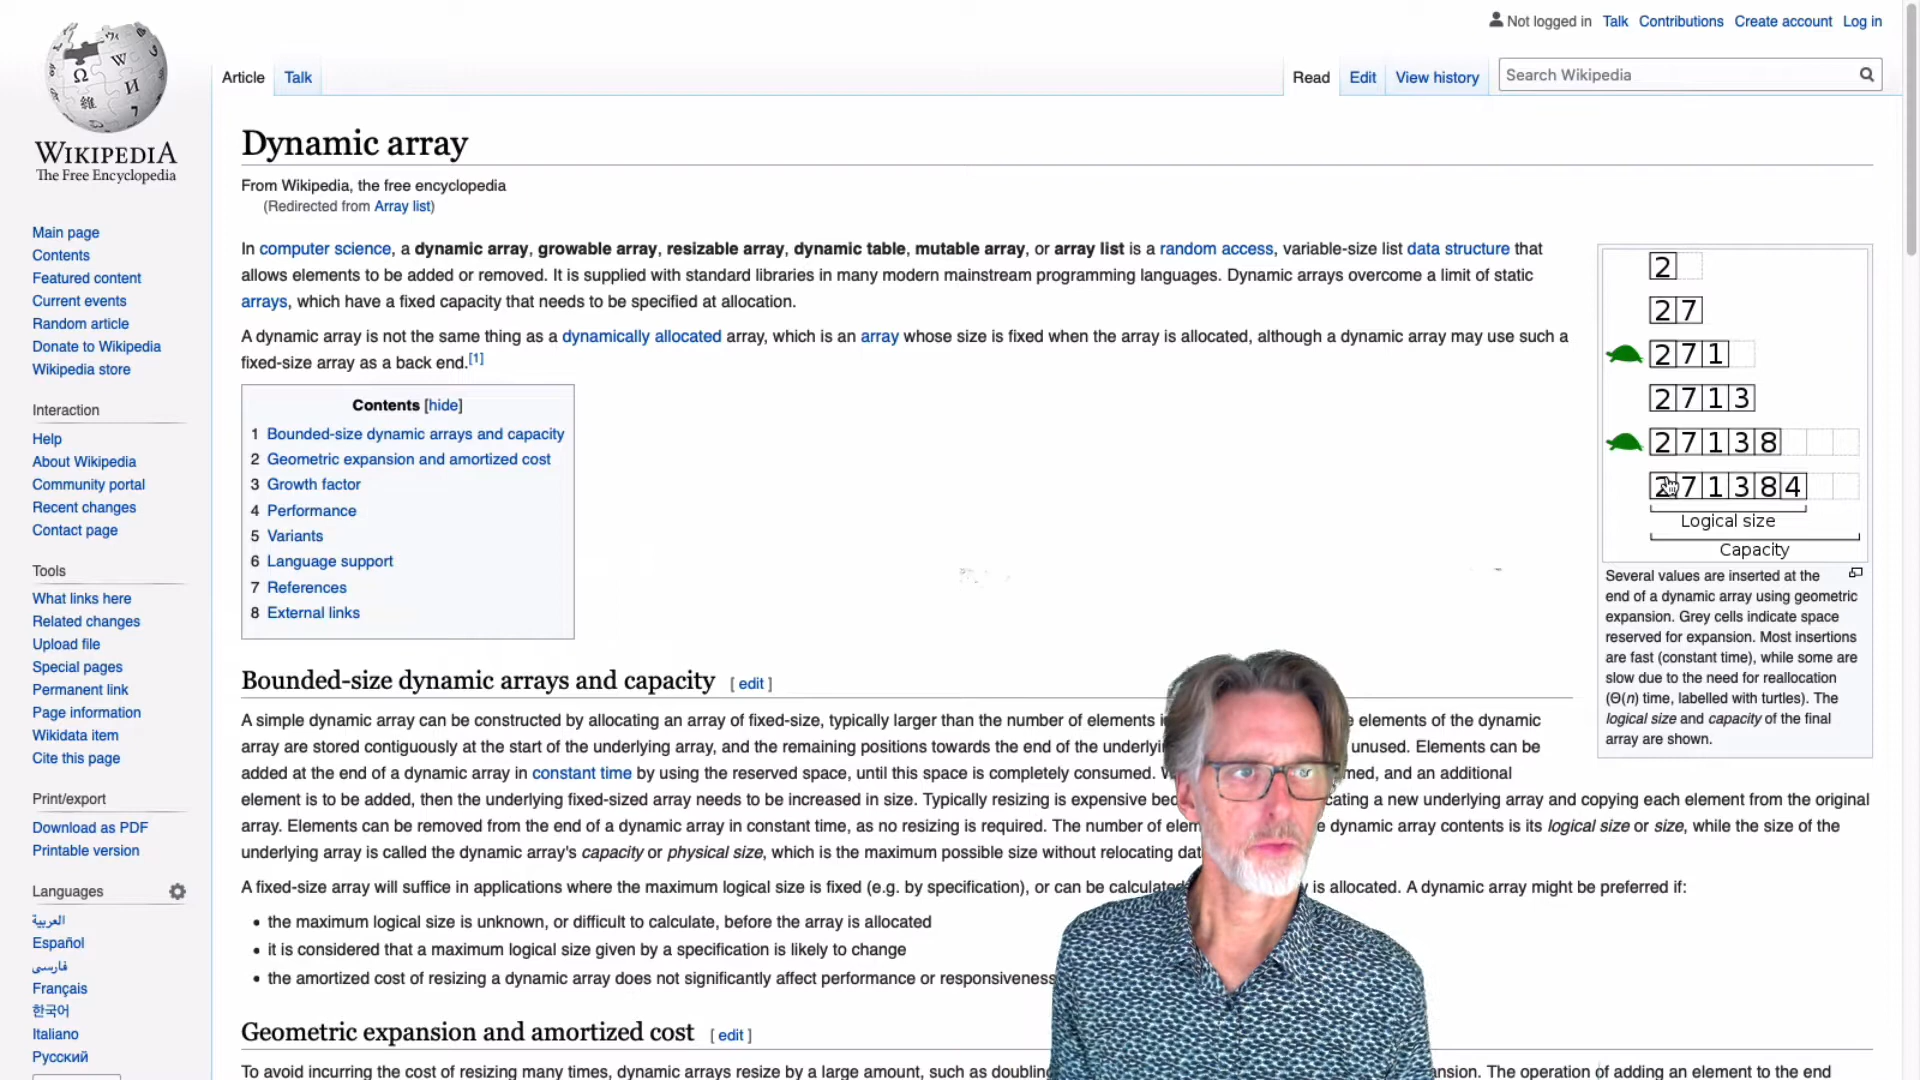 Not logged in Talk Contributions Create account Log in
Article Talk Read Edit View history Search Wikipedia
WIKIPEDIA
The Free Encyclopedia
Main page
Contents
Featured content
Current events
Random article
Donate to Wikipedia
Wikipedia store
Interaction
Help
About Wikipedia
Community portal
Recent changes
Contact page
Tools
What links here
Related changes
Upload file
Special pages
Permanent link
Page information
Wikidata item
Cite this page
Print/export
Download as PDF
Printable version
Languages
العربية
Español
فارسی
Français
한국어
Italiano
Русский
Dynamic array
From Wikipedia, the free encyclopedia
(Redirected from Array list)
In computer science, a dynamic array, growable array, resizable array, dynamic table, mutable array, or array list is a random access, variable-size list data structure that
allows elements to be added or removed. It is supplied with standard libraries in many modern mainstream programming languages. Dynamic arrays overcome a limit of static
arrays, which have a fixed capacity that needs to be specified at allocation.
A dynamic array is not the same thing as a dynamically allocated array, which is an array whose size is fixed when the array is allocated, although a dynamic array may use such a
fixed-size array as a back end.[1]
Contents [hide]
1 Bounded-size dynamic arrays and capacity
2 Geometric expansion and amortized cost
3 Growth factor
4 Performance
5 Variants
6 Language support
7 References
8 External links
2
2 7
2 7 1
2 7 1 3
2 7 1 3 8
2 7 1 3 8 4
Logical size
Capacity
Several values are inserted at the
end of a dynamic array using geometric
expansion. Grey cells indicate space
reserved for expansion. Most insertions
are fast (constant time), while some are
slow due to the need for reallocation
(Θ(n) time, labelled with turtles). The
logical size and capacity of the final
array are shown.
Bounded-size dynamic arrays and capacity [ edit ]
A simple dynamic array can be constructed by allocating an array of fixed-size, typically larger than the number of elements elements of the dynamic
array are stored contiguously at the start of the underlying array, and the remaining positions towards the end of the unused. Elements can be
added at the end of a dynamic array in constant time by using the reserved space, until this space is completely consumed. and an additional
element is to be added, then the underlying fixed-sized array needs to be increased in size. Typically resizing is expensive a new underlying array and copying each element from the original
array. Elements can be removed from the end of a dynamic array in constant time, as no resizing is required. The number of dynamic array contents is its logical size or size, while the size of the
underlying array is called the dynamic array's capacity or physical size, which is the maximum possible size without relocating
A fixed-size array will suffice in applications where the maximum logical size is fixed (e.g. by specification), or can be is allocated. A dynamic array might be preferred if:
• the maximum logical size is unknown, or difficult to calculate, before the array is allocated
• it is considered that a maximum logical size given by a specification is likely to change
• the amortized cost of resizing a dynamic array does not significantly affect performance or responsiveness
Geometric expansion and amortized cost [ edit ]
To avoid incurring the cost of resizing many times, dynamic arrays resize by a large amount, such as The operation of adding an element to the end